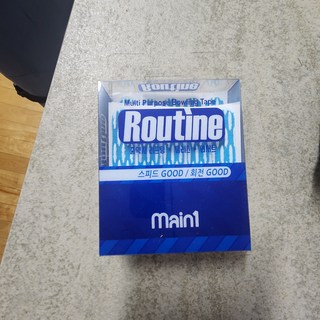 Routine
Multi Purpose Bowling Tape
Routine
스피드 GOOD / 회전 GOOD
main1